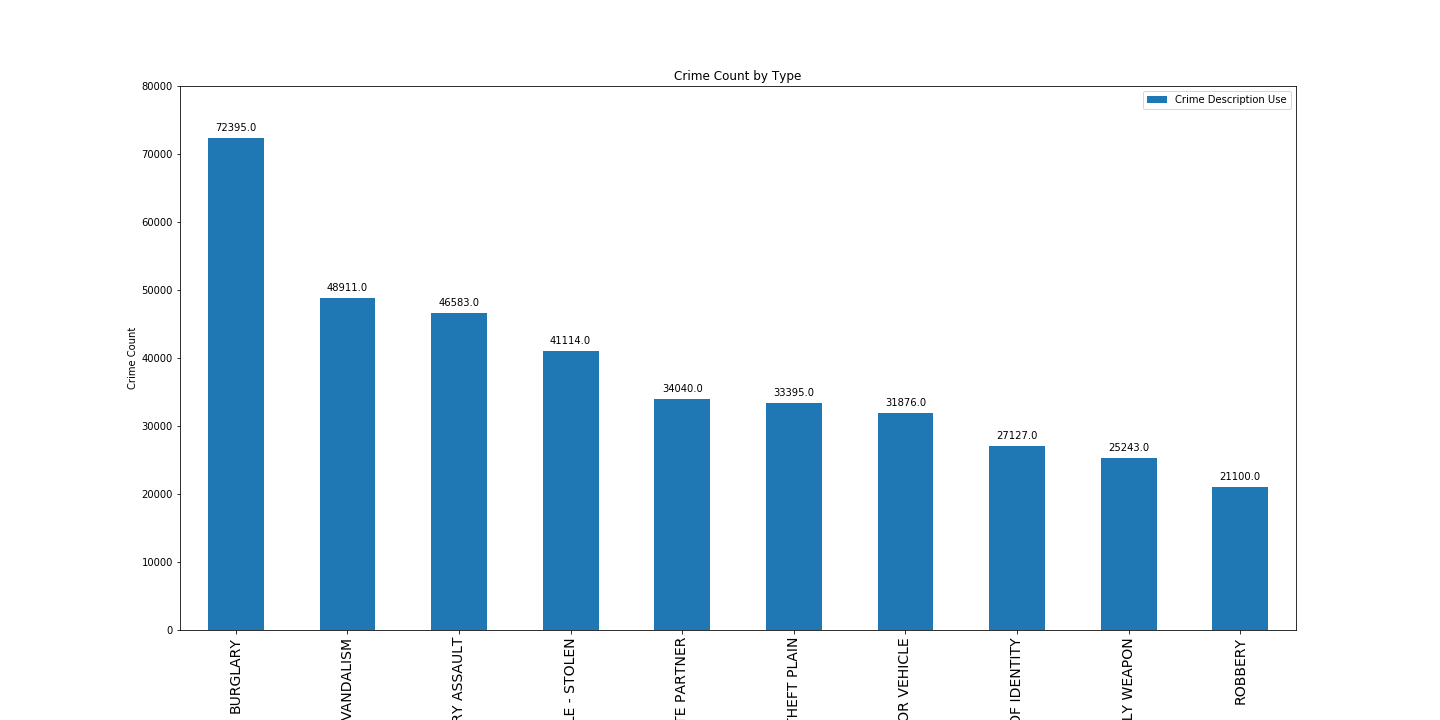 Crime Count by Type
Crime Description Use
Crime Count
80000
70000
60000
50000
40000
30000
20000
10000
0
72395.0
48911.0
46583.0
41114.0
34040.0
33395.0
31876.0
27127.0
25243.0
21100.0
BURGLARY
VANDALISM
RY ASSAULT
LE - STOLEN
TE PARTNER
THEFT PLAIN
OR VEHICLE
OF IDENTITY
LY WEAPON
ROBBERY